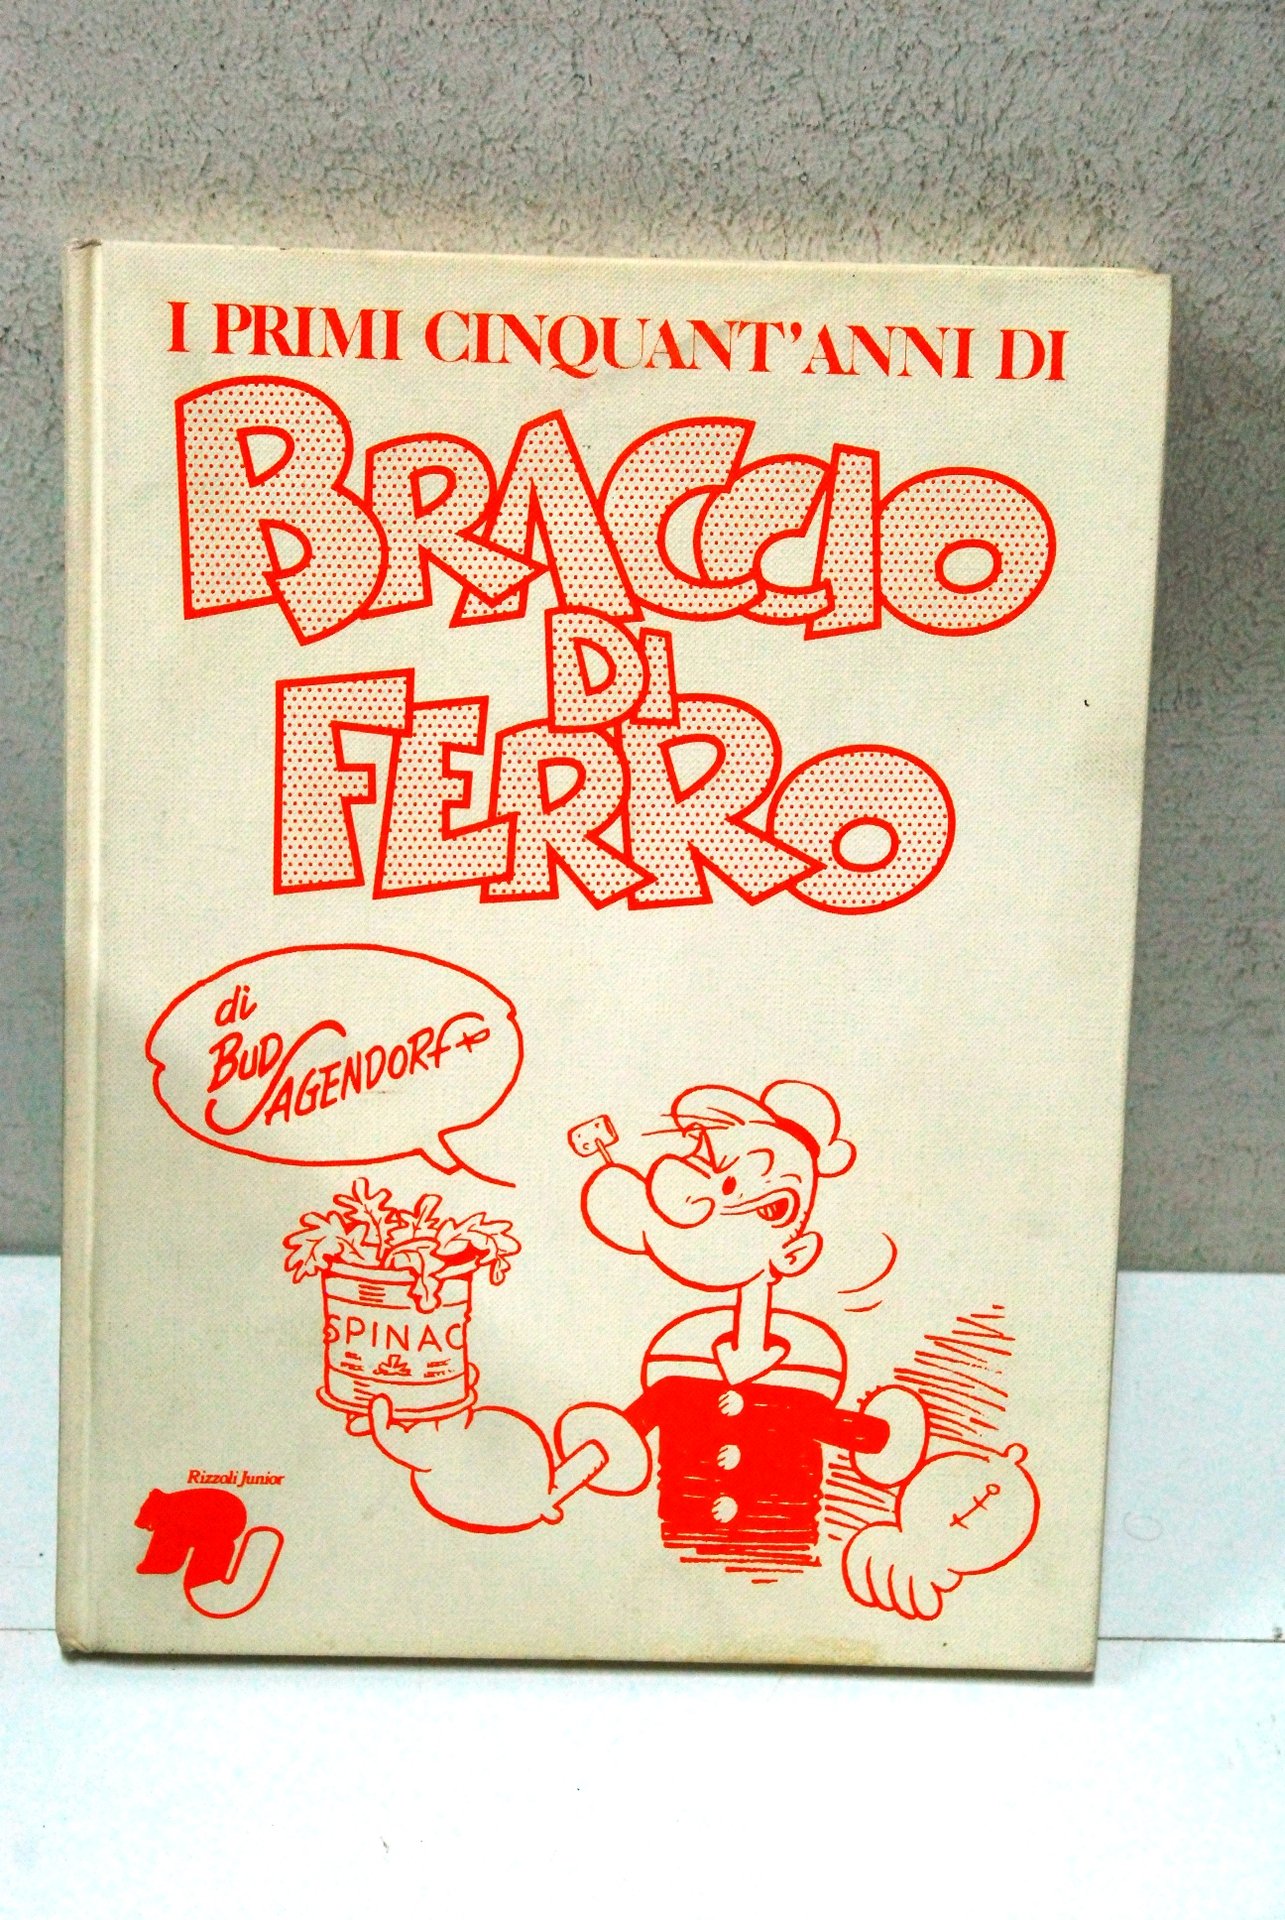 I PRIMI CINQUANT'ANNI DI
BRACCIO
DI
FERRO
di
BUD SAGENDORF
SPINAC
Rizzoli Junior